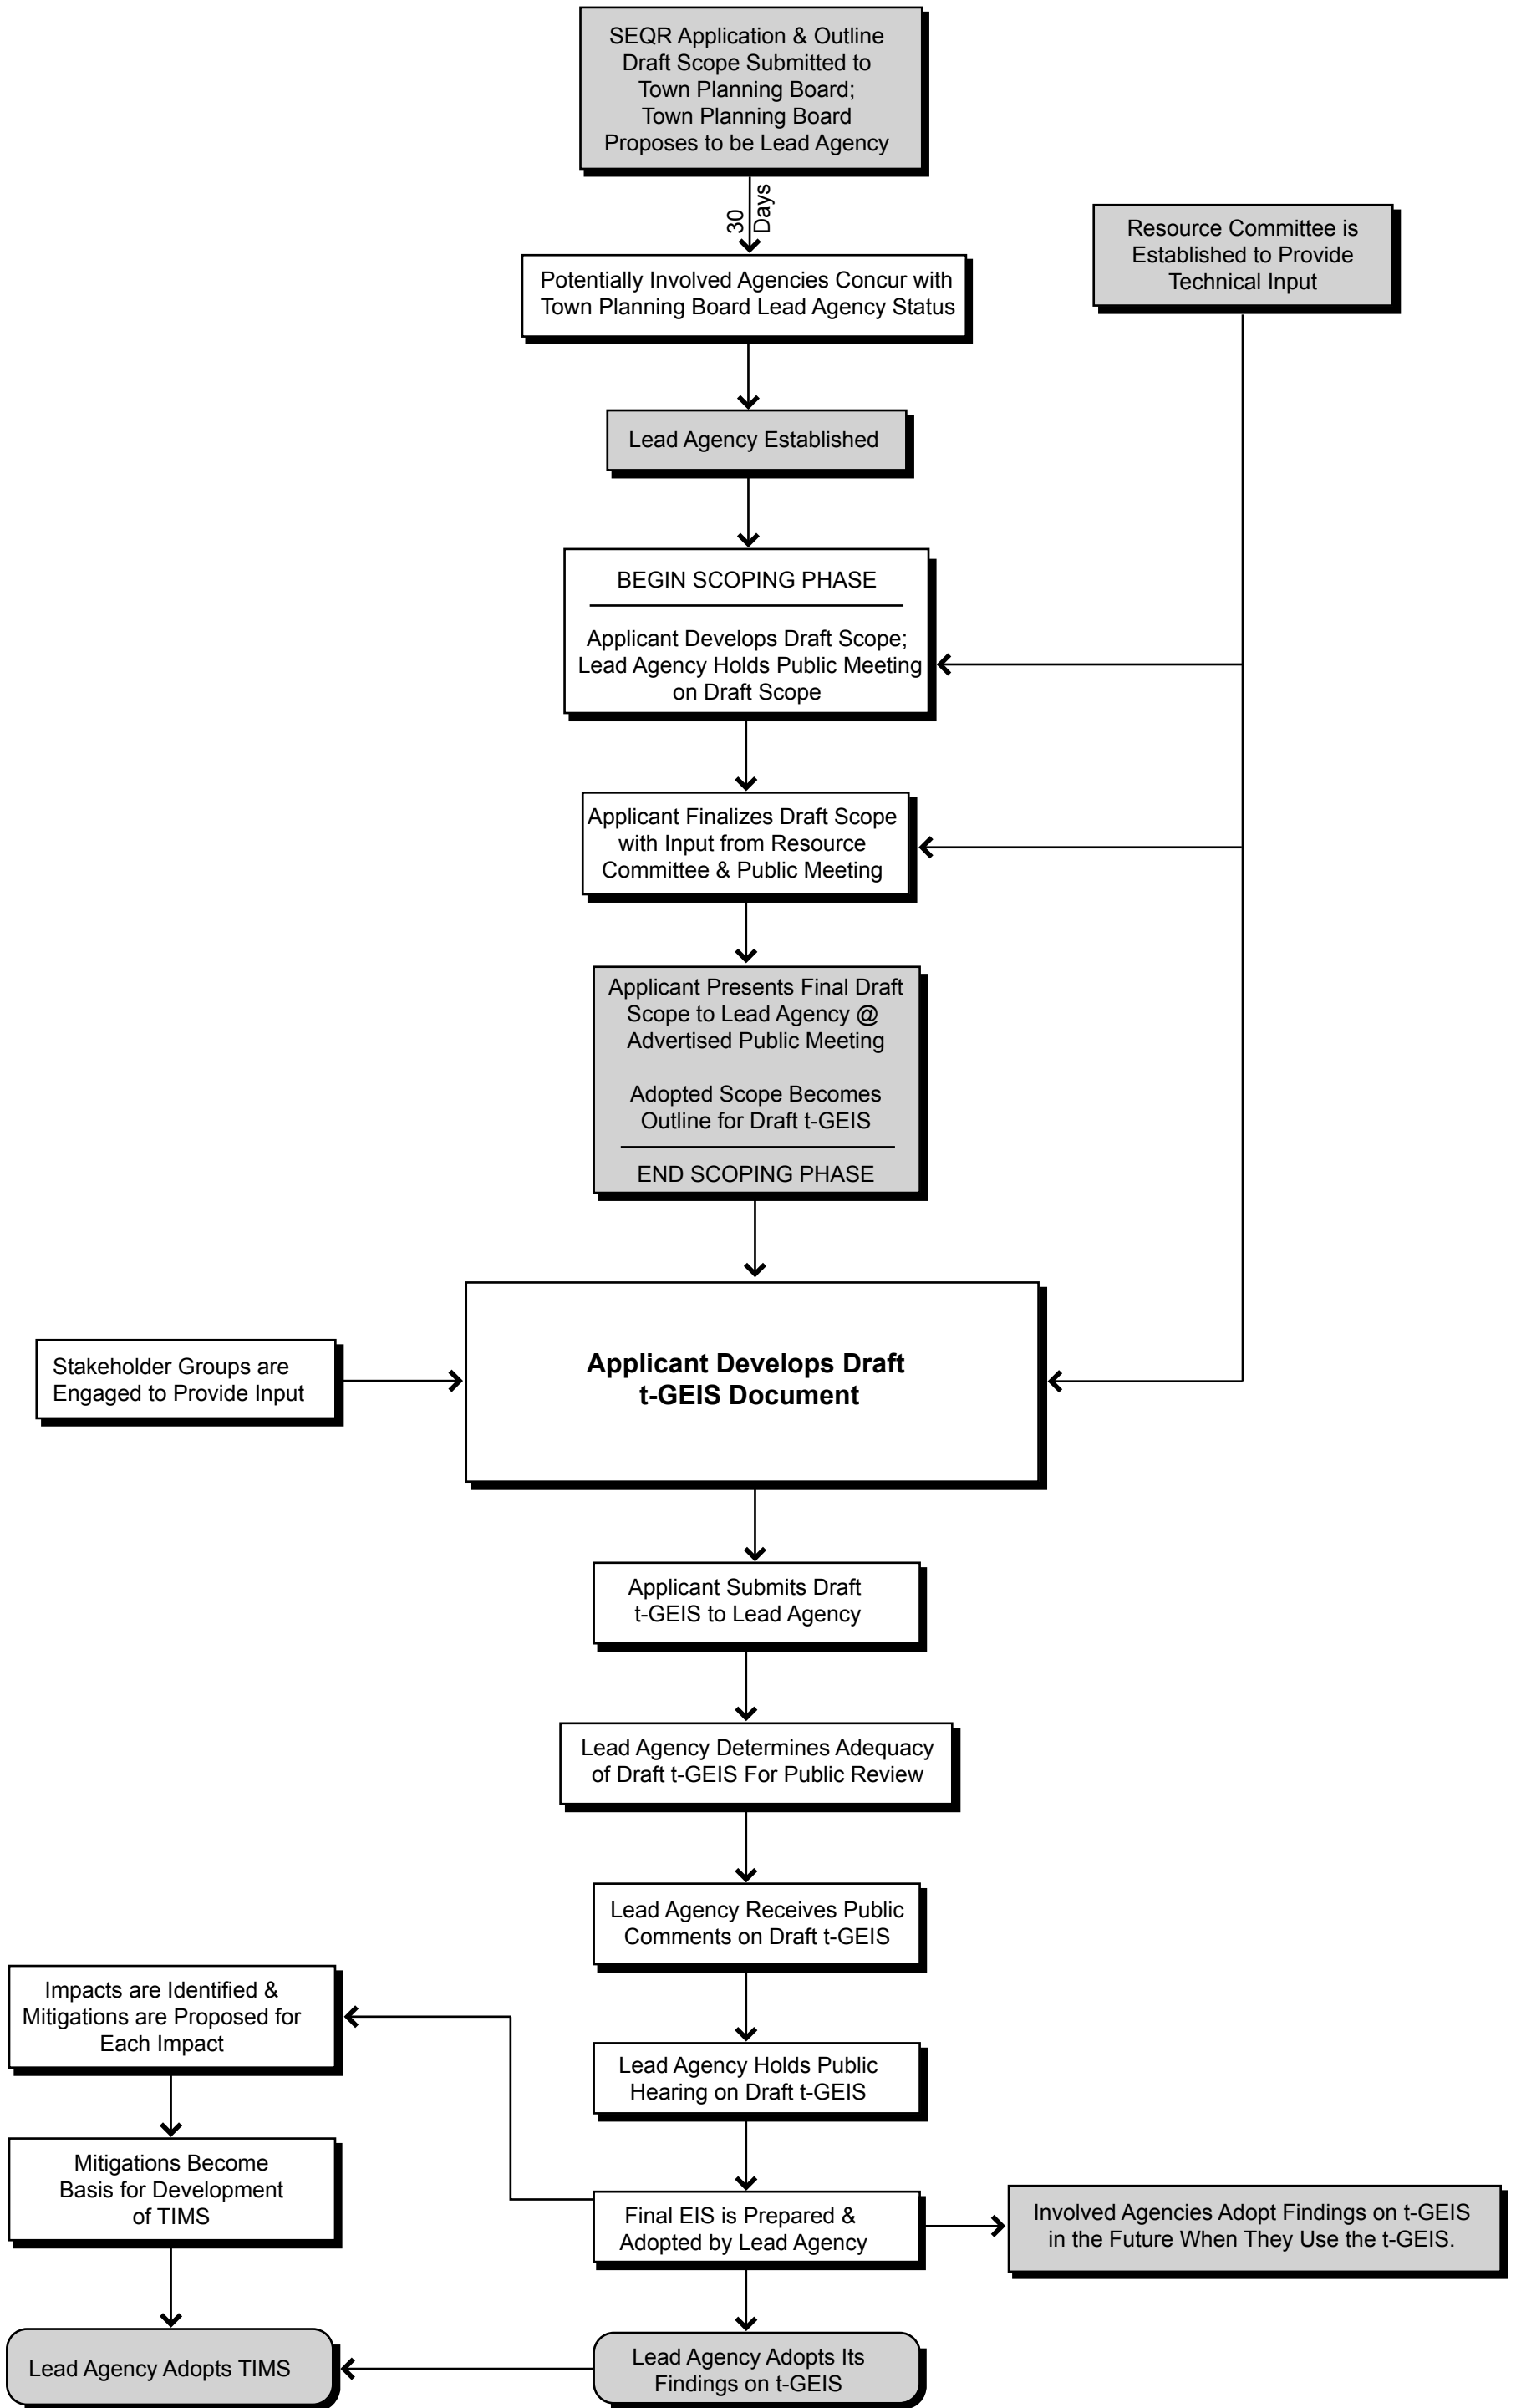 SEQR Application & Outline
Draft Scope Submitted to
Town Planning Board;
Town Planning Board
Proposes to be Lead Agency
30
Days
Resource Committee is
Established to Provide
Technical Input
Potentially Involved Agencies Concur with
Town Planning Board Lead Agency Status
Lead Agency Established
BEGIN SCOPING PHASE
Applicant Develops Draft Scope;
Lead Agency Holds Public Meeting
on Draft Scope
Applicant Finalizes Draft Scope
with Input from Resource
Committee & Public Meeting
Applicant Presents Final Draft
Scope to Lead Agency @
Advertised Public Meeting
Adopted Scope Becomes
Outline for Draft t-GEIS
END SCOPING PHASE
Stakeholder Groups are
Engaged to Provide Input
Applicant Develops Draft
t-GEIS Document
Applicant Submits Draft
t-GEIS to Lead Agency
Lead Agency Determines Adequacy
of Draft t-GEIS For Public Review
Lead Agency Receives Public
Comments on Draft t-GEIS
Impacts are Identified &
Mitigations are Proposed for
Each Impact
Lead Agency Holds Public
Hearing on Draft t-GEIS
Mitigations Become
Basis for Development
of TIMS
Final EIS is Prepared &
Adopted by Lead Agency
Involved Agencies Adopt Findings on t-GEIS
in the Future When They Use the t-GEIS.
Lead Agency Adopts TIMS
Lead Agency Adopts Its
Findings on t-GEIS